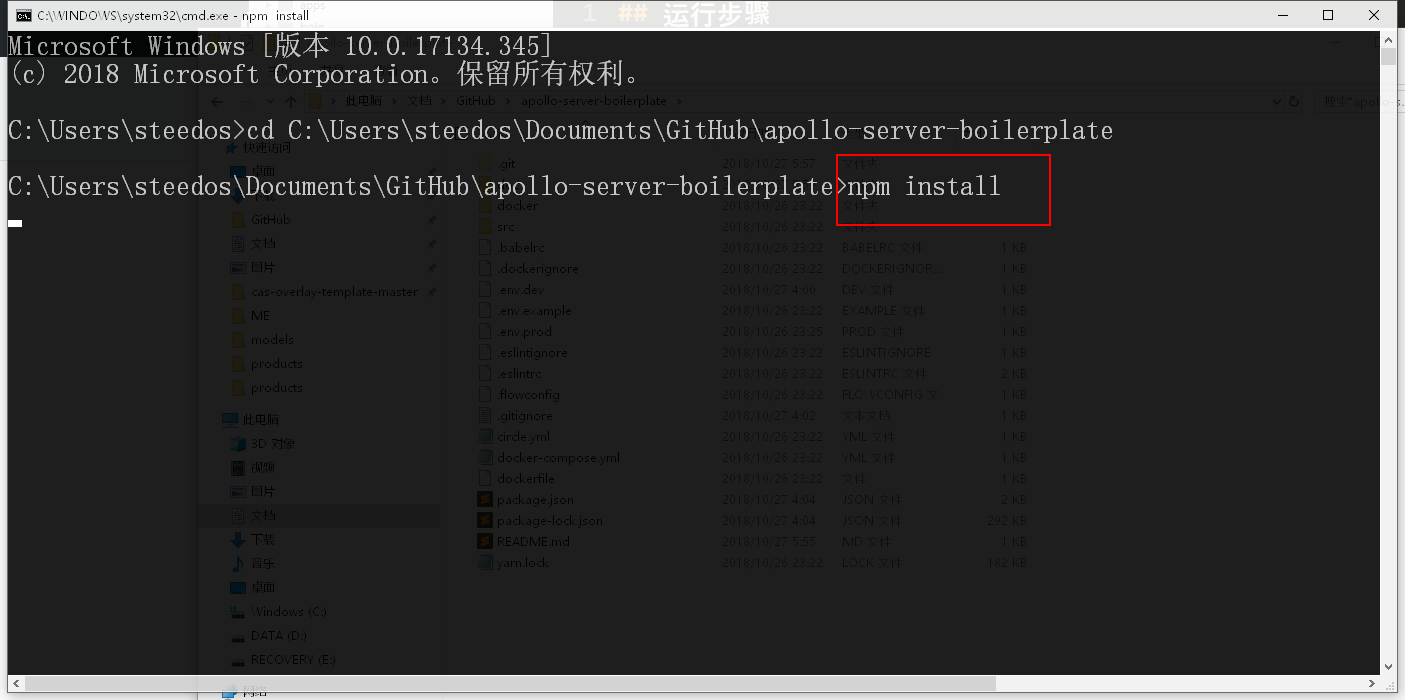 C:\WINDOWS\system32\cmd.exe - npm install
apps
1 ## 运行步骤
Microsoft Windows [版本 10.0.17134.345]
(c) 2018 Microsoft Corporation。保留所有权利。
此电脑 > 文档 > GitHub > apollo-server-boilerplate >
C:\Users\steedos>cd C:\Users\steedos\Documents\GitHub\apollo-server-boilerplate
快速访问
.git 2018/10/27 5:57 文件夹
桌面
C:\Users\steedos\Documents\GitHub\apollo-server-boilerplate>npm install
下载
docker 2018/10/26 23:22 文件夹
GitHub
src 2018/10/26 23:22 文件夹
文档
.babelrc 2018/10/26 23:22 BABELRC 文件 1 KB
图片
.dockerignore 2018/10/26 23:22 DOCKERIGNOR... 1 KB
cas-overlay-template-master
.env.dev 2018/10/27 4:00 DEV 文件 1 KB
ME
.env.example 2018/10/26 23:22 EXAMPLE 文件 1 KB
models
.env.prod 2018/10/26 23:25 PROD 文件 1 KB
products
.eslintignore 2018/10/26 23:22 ESLINTIGNORE 1 KB
products
.eslintrc 2018/10/26 23:22 ESLINTRC 文件 2 KB
.flowconfig 2018/10/26 23:22 FLOWCONFIG 文 1 KB
此电脑
.gitignore 2018/10/27 4:02 文本文档 1 KB
3D 对象
circle.yml 2018/10/26 23:22 YML 文件 1 KB
视频
docker-compose.yml 2018/10/26 23:22 YML 文件 1 KB
图片
dockerfile 2018/10/26 23:22 文件 1 KB
文档
package.json 2018/10/27 4:04 JSON 文件 2 KB
下载
package-lock.json 2018/10/27 4:04 JSON 文件 292 KB
音乐
README.md 2018/10/27 5:55 MD 文件 1 KB
桌面
yarn.lock 2018/10/26 23:22 LOCK 文件 182 KB
Windows (C:)
DATA (D:)
RECOVERY (E:)
网络